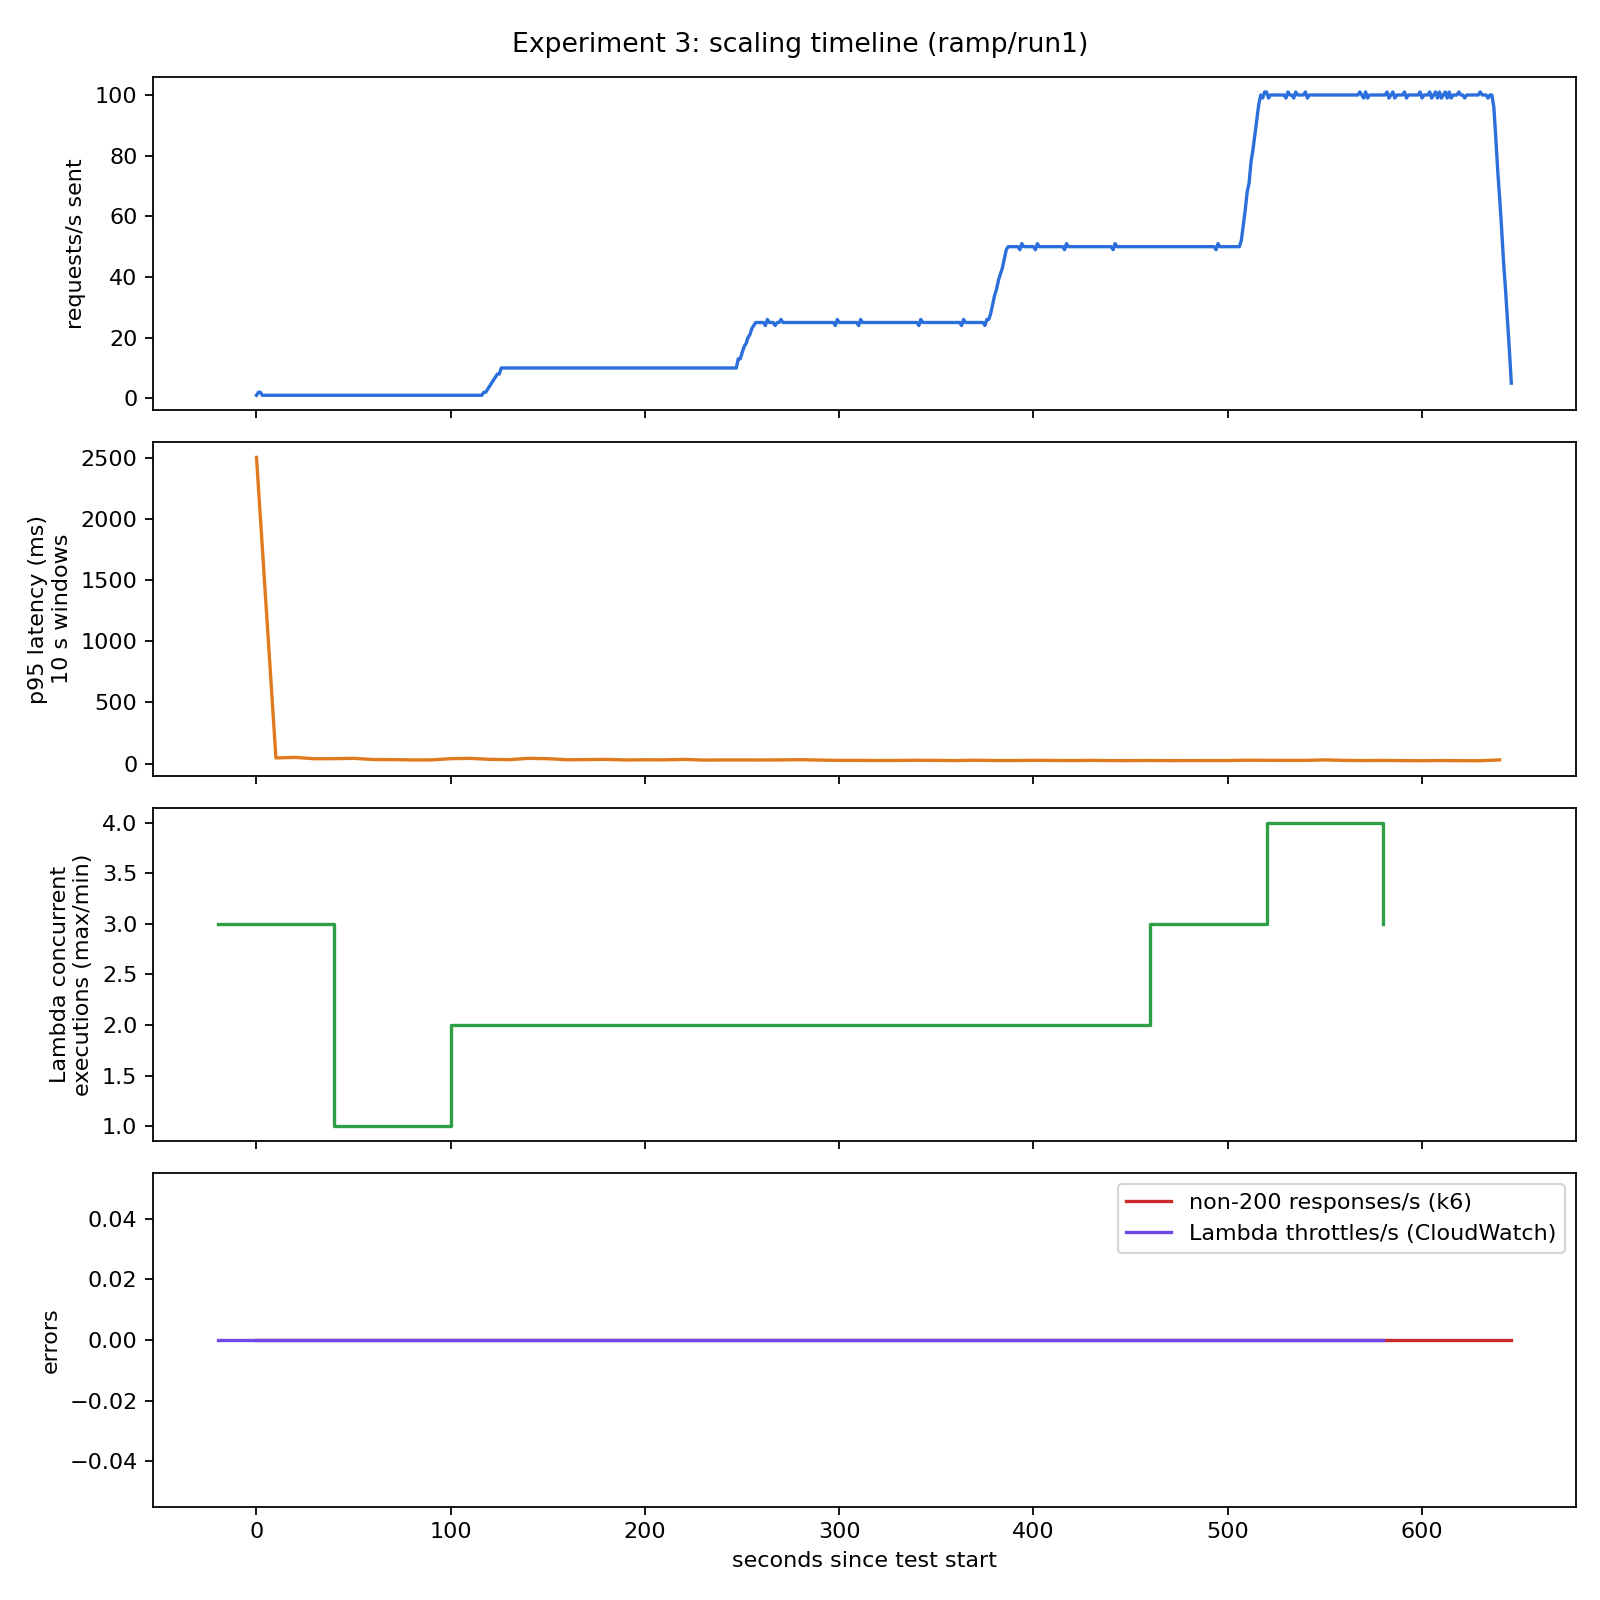 Experiment 3: scaling timeline (ramp/run1)
requests/s sent
100
80
60
40
20
0
p95 latency (ms)
10 s windows
2500
2000
1500
1000
500
0
Lambda concurrent
executions (max/min)
4.0
3.5
3.0
2.5
2.0
1.5
1.0
errors
0.04
0.02
0.00
−0.02
−0.04
non-200 responses/s (k6)
Lambda throttles/s (CloudWatch)
0 100 200 300 400 500 600
seconds since test start